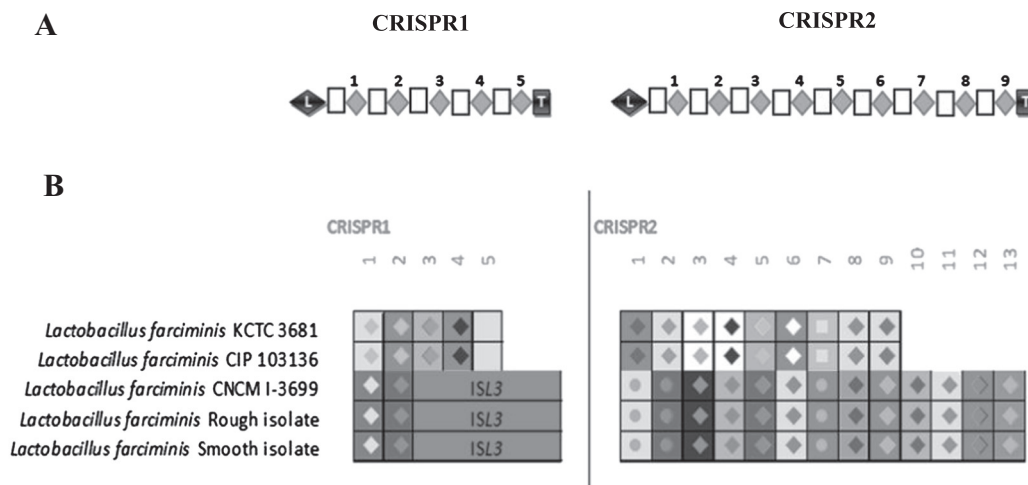 A
CRISPR1
CRISPR2
1 2 3 4 5
1 2 3 4 5 6 7 8 9
L T
L T
B
CRISPR1
CRISPR2
1 2 3 4 5
1 2 3 4 5 6 7 8 9 10 11 12 13
Lactobacillus farciminis KCTC 3681
Lactobacillus farciminis CIP 103136
Lactobacillus farciminis CNCM I-3699 ISL3
Lactobacillus farciminis Rough isolate ISL3
Lactobacillus farciminis Smooth isolate ISL3